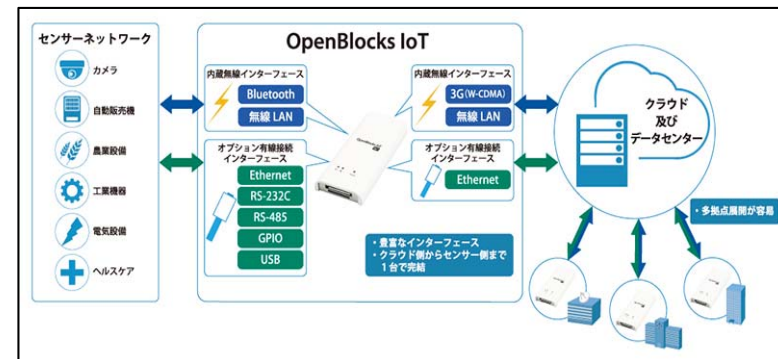 センサーネットワーク
カメラ
自動販売機
農業設備
工業機器
電気設備
ヘルスケア
OpenBlocks IoT
内蔵無線インターフェース
Bluetooth
無線 LAN
オプション有線接続
インターフェース
Ethernet
RS-232C
RS-485
GPIO
USB
内蔵無線インターフェース
3G(W-CDMA)
無線 LAN
オプション有線接続
インターフェース
Ethernet
・豊富なインターフェース
・クラウド側からセンサー側まで
１台で完結
クラウド
及び
データセンター
・多拠点展開が容易